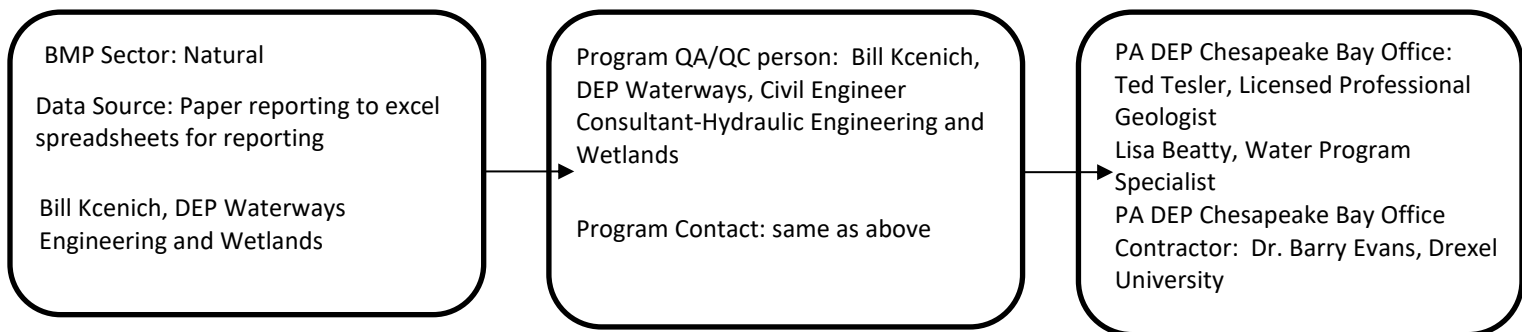 BMP Sector: Natural
Data Source: Paper reporting to excel
spreadsheets for reporting
Bill Kcenich, DEP Waterways
Engineering and Wetlands
Program QA/QC person:  Bill Kcenich,
DEP Waterways, Civil Engineer
Consultant-Hydraulic Engineering and
Wetlands
Program Contact: same as above
PA DEP Chesapeake Bay Office:
Ted Tesler, Licensed Professional
Geologist
Lisa Beatty, Water Program
Specialist
PA DEP Chesapeake Bay Office
Contractor:  Dr. Barry Evans, Drexel
University